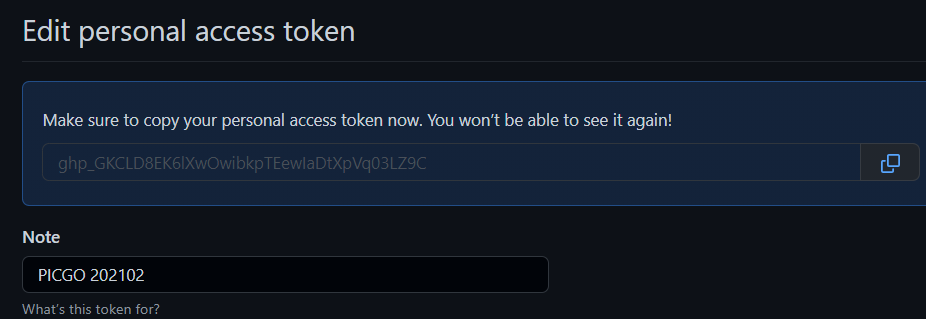 Edit personal access token
Make sure to copy your personal access token now. You won't be able to see it again!
Note
PICGO 202102
What's this token for?